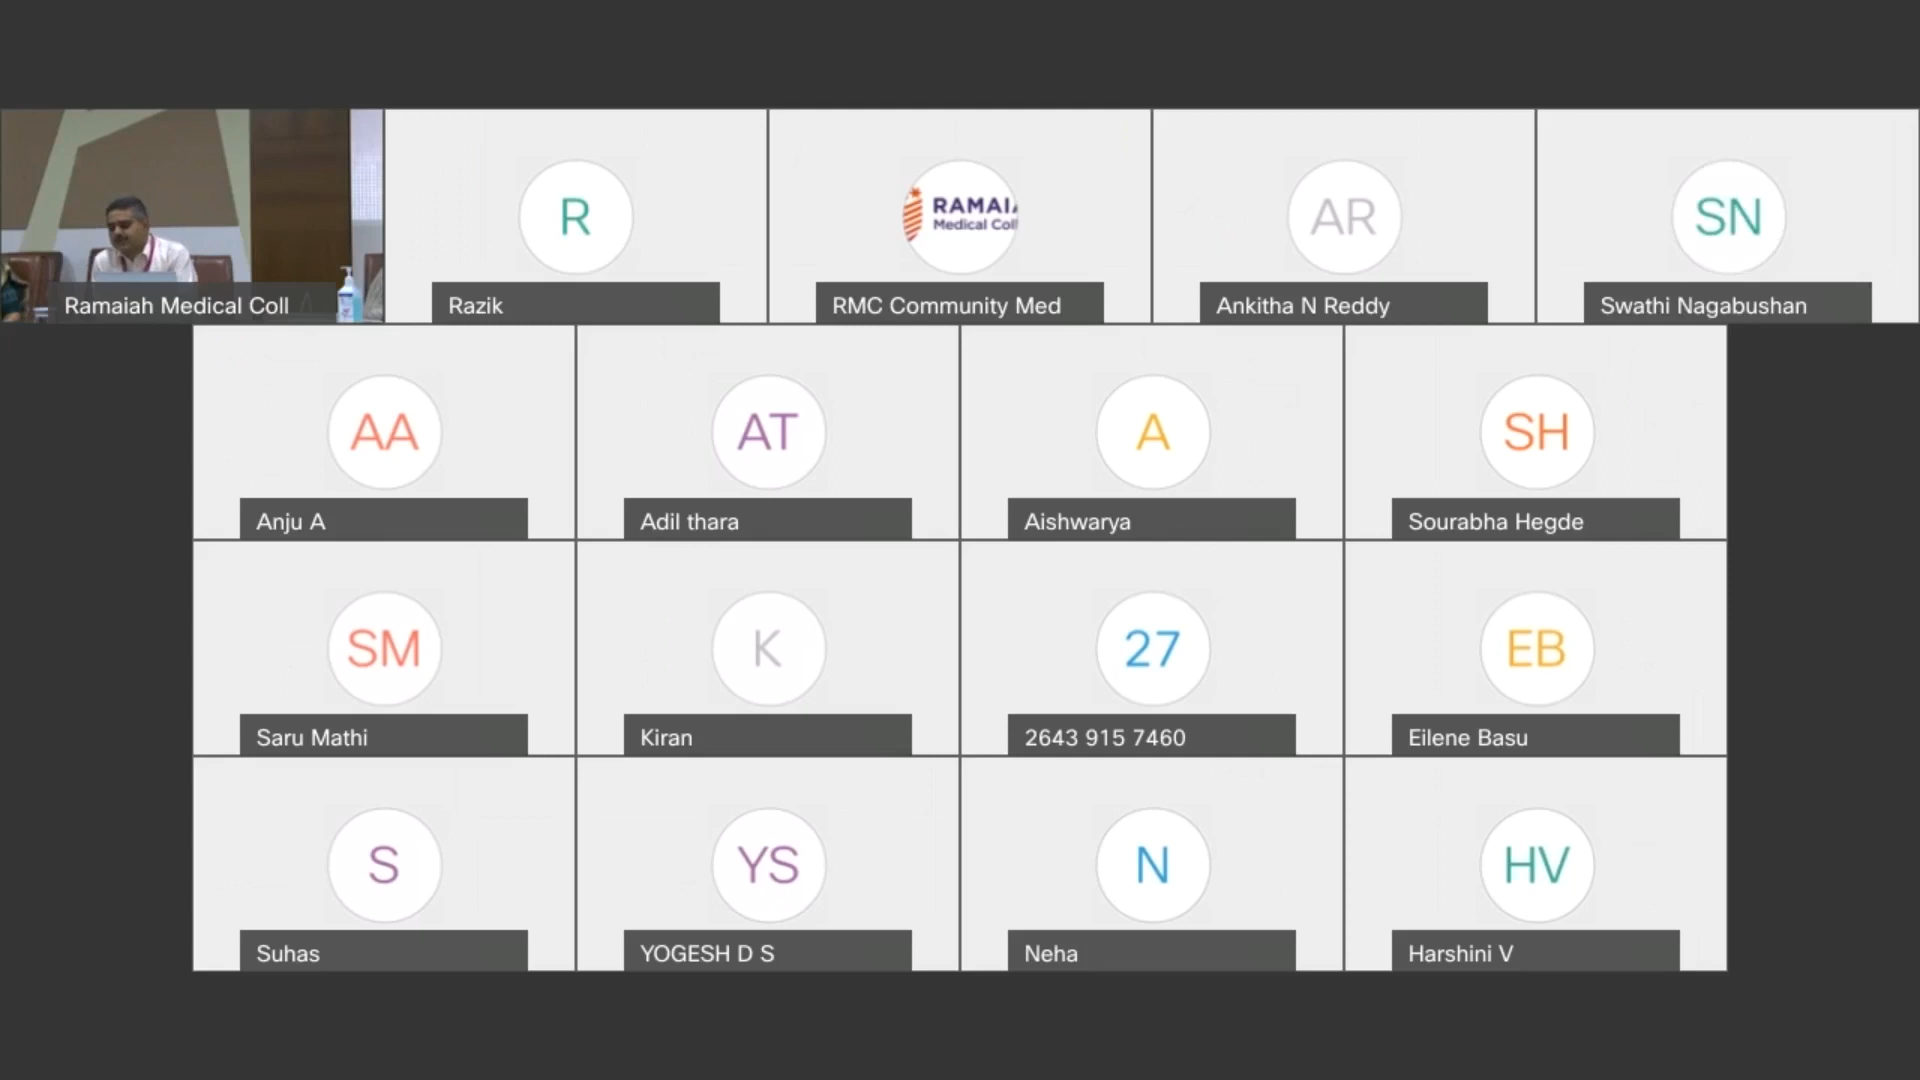 R
RAMAI
Medical Coll
AR
SN
Ramaiah Medical Coll
Razik
RMC Community Med
Ankitha N Reddy
Swathi Nagabushan
AA
AT
A
SH
Anju A
Adil thara
Aishwarya
Sourabha Hegde
SM
K
27
EB
Saru Mathi
Kiran
2643 915 7460
Eilene Basu
S
YS
N
HV
Suhas
YOGESH D S
Neha
Harshini V